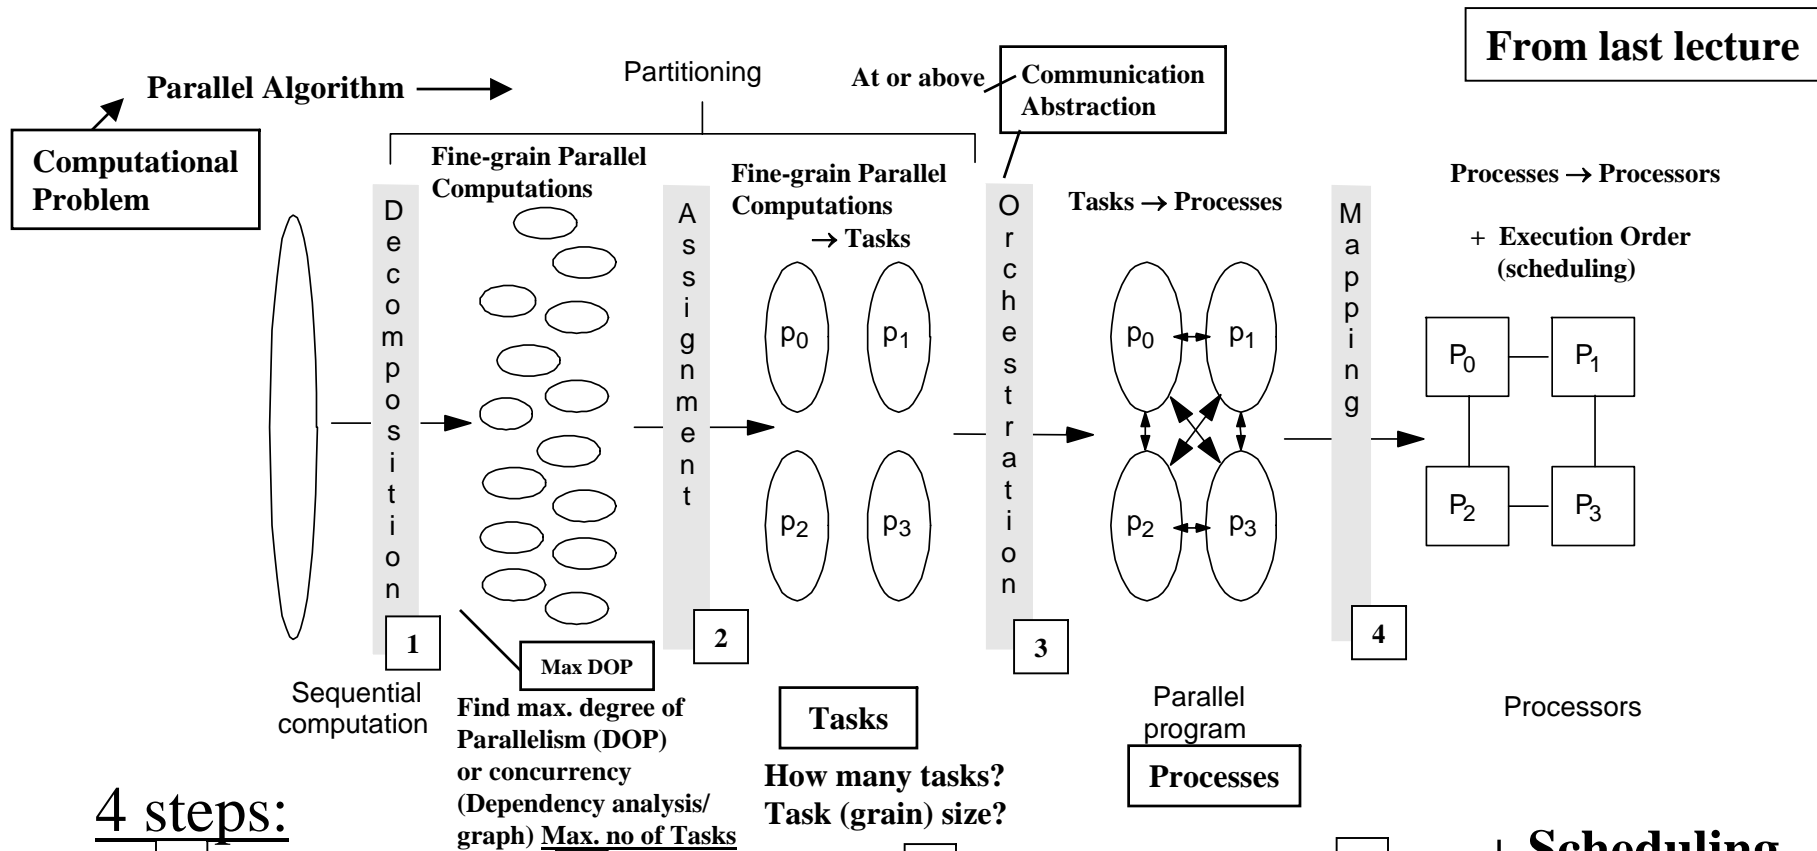 From last lecture
Parallel Algorithm
Partitioning
At or above
Communication
Abstraction
Computational
Problem
Fine-grain Parallel
Computations
Fine-grain Parallel
Computations
→ Tasks
Tasks → Processes
Processes → Processors
+ Execution Order
(scheduling)
Decomposition
Assignment
Orchestration
Mapping
p0
p1
p2
p3
p0
p1
p2
p3
P0
P1
P2
P3
1
2
3
4
Max DOP
Sequential
computation
Find max. degree of
Parallelism (DOP)
or concurrency
(Dependency analysis/
graph) Max. no of Tasks
Tasks
How many tasks?
Task (grain) size?
Parallel
program
Processes
Processors
4 steps:
+ Scheduling